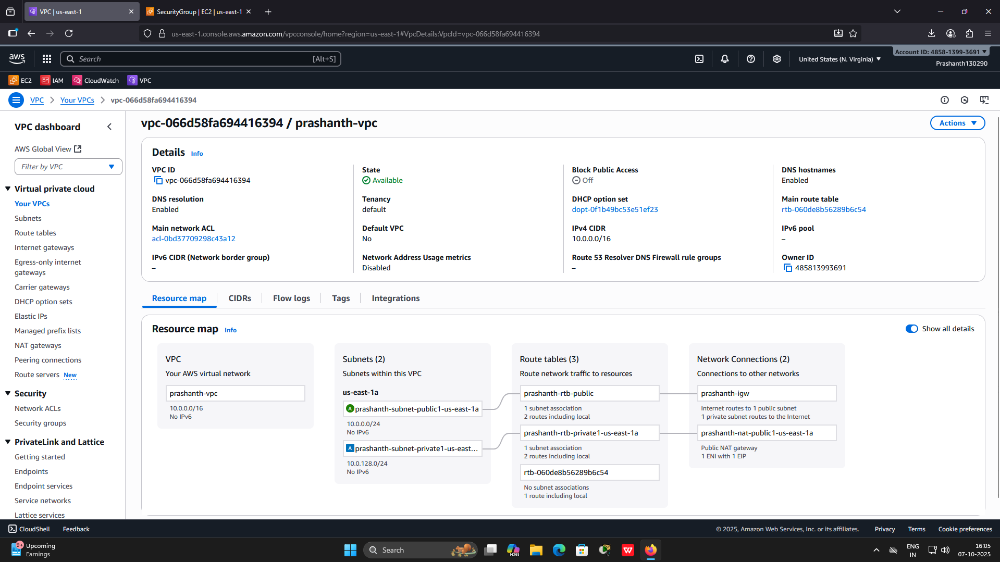 VPC | us-east-1
SecurityGroup | EC2 | us-east-1
us-east-1.console.aws.amazon.com/vpcconsole/home?region=us-east-1#VpcDetails:VpcId=vpc-066d58fa694416394
aws
Search
[Alt+S]
United States (N. Virginia)
Account ID: 4858-1399-3691
Prashanth130290
EC2
IAM
CloudWatch
VPC
VPC
Your VPCs
vpc-066d58fa694416394
VPC dashboard
AWS Global View
Filter by VPC
Virtual private cloud
Your VPCs
Subnets
Route tables
Internet gateways
Egress-only internet
gateways
Carrier gateways
DHCP option sets
Elastic IPs
Managed prefix lists
NAT gateways
Peering connections
Route servers New
Security
Network ACLs
Security groups
PrivateLink and Lattice
Getting started
Endpoints
Endpoint services
Service networks
Lattice services
vpc-066d58fa694416394 / prashanth-vpc
Actions
Details Info
VPC ID
vpc-066d58fa694416394
State
Available
Block Public Access
Off
DNS hostnames
Enabled
DNS resolution
Enabled
Tenancy
default
DHCP option set
dopt-0f1b49bc53e51ef23
Main route table
rtb-060de8b56289b6c54
Main network ACL
acl-0bd37709298c43a12
Default VPC
No
IPv4 CIDR
10.0.0.0/16
IPv6 pool
–
IPv6 CIDR (Network border group)
–
Network Address Usage metrics
Disabled
Route 53 Resolver DNS Firewall rule groups
–
Owner ID
485813993691
Resource map
CIDRs
Flow logs
Tags
Integrations
Resource map Info
Show all details
VPC
Your AWS virtual network
prashanth-vpc
10.0.0.0/16
No IPv6
Subnets (2)
Subnets within this VPC
us-east-1a
A prashanth-subnet-public1-us-east-1a
10.0.0.0/24
No IPv6
A prashanth-subnet-private1-us-east...
10.0.128.0/24
No IPv6
Route tables (3)
Route network traffic to resources
prashanth-rtb-public
1 subnet association
2 routes including local
prashanth-rtb-private1-us-east-1a
1 subnet association
2 routes including local
rtb-060de8b56289b6c54
No subnet associations
1 route including local
Network Connections (2)
Connections to other networks
prashanth-igw
Internet routes to 1 public subnet
1 private subnet routes to the Internet
prashanth-nat-public1-us-east-1a
Public NAT gateway
1 ENI with 1 EIP
CloudShell
Feedback
© 2025, Amazon Web Services, Inc. or its affiliates.
Privacy
Terms
Cookie preferences
9+
Upcoming
Earnings
Search
M365
W
ENG
IN
16:05
07-10-2025